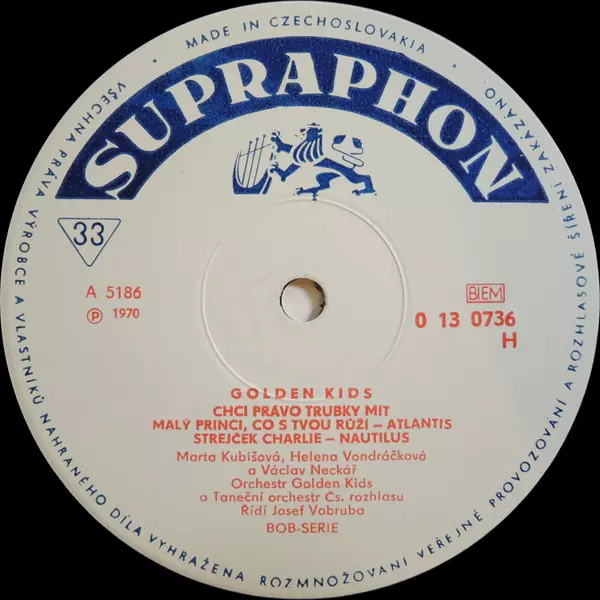 • MADE IN CZECHOSLOVAKIA •
SUPRAPHON
VŠECHNA PRÁVA VÝROBCE A VLASTNÍKŮ NAHRANÉHO DÍLA VYHRAŽENA • ROZMNOŽOVÁNÍ VEŘEJNÉ PROVOZOVÁNÍ A ROZHLASOVÉ ŠÍŘENÍ ZAKÁZÁNO
33
A 5186
℗ 1970
BIEM
0 13 0736
H
GOLDEN KIDS
CHCI PRÁVO TRUBKY MÍT
MALÝ PRINCI, CO S TVOU RŮŽÍ – ATLANTIS
STREJČEK CHARLIE – NAUTILUS
Marta Kubišová, Helena Vondráčková
a Václav Neckář
Orchestr Golden Kids
a Taneční orchestr Čs. rozhlasu
Řídí Josef Vobruba
BOB-SERIE